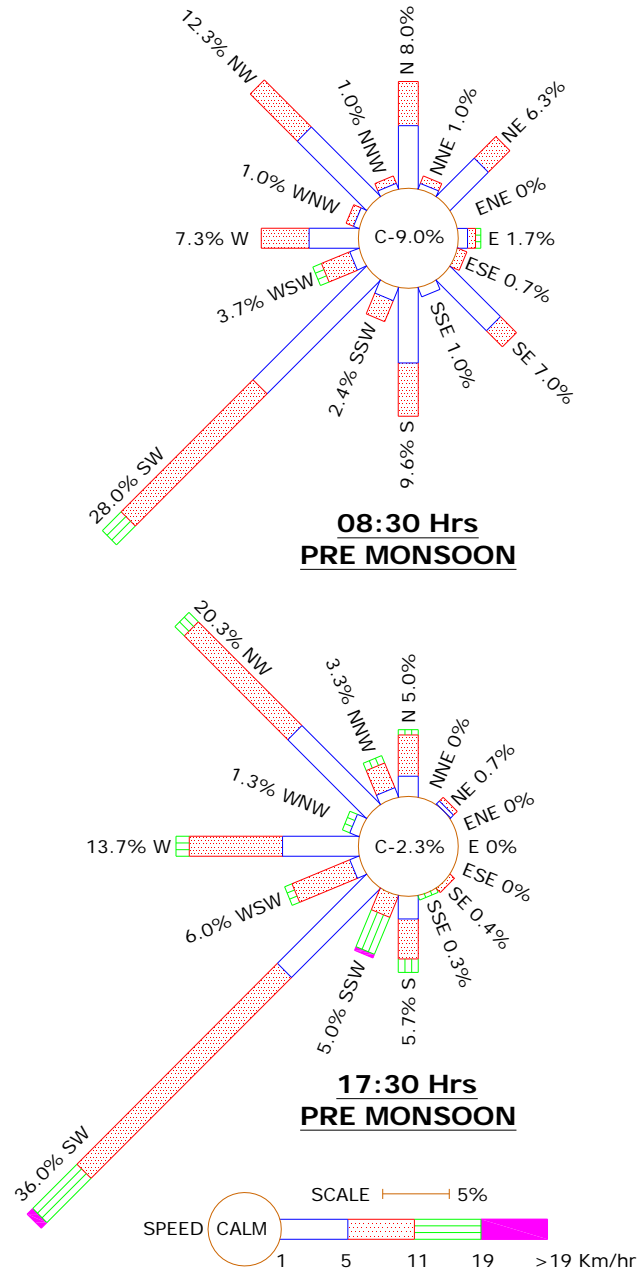 N 8.0%
12.3% NW
1.0% NNW
NNE 1.0%
NE 6.3%
1.0% WNW
ENE 0%
7.3% W
C-9.0%
E 1.7%
3.7% WSW
ESE 0.7%
2.4% SSW
SSE 1.0%
SE 7.0%
9.6% S
28.0% SW
08:30 Hrs
PRE MONSOON
20.3% NW
3.3% NNW
N 5.0%
NNE 0%
NE 0.7%
1.3% WNW
ENE 0%
13.7% W
C-2.3%
E 0%
6.0% WSW
ESE 0%
SE 0.4%
SSE 0.3%
5.0% SSW
5.7% S
36.0% SW
17:30 Hrs
PRE MONSOON
SCALE 5%
SPEED CALM
1 5 11 19 >19 Km/hr